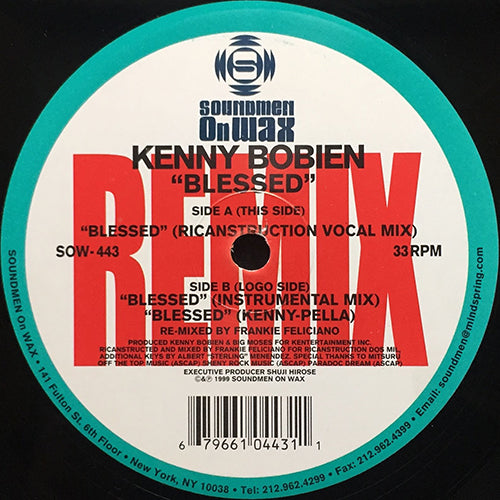 SOUNDMEN
On WAX
KENNY BOBIEN
"BLESSED"
REMIX
SIDE A (THIS SIDE)
"BLESSED" (RICANSTRUCTION VOCAL MIX)
SOW-443
33 RPM
SIDE B (LOGO SIDE)
"BLESSED" (INSTRUMENTAL MIX)
"BLESSED" (KENNY-PELLA)
RE-MIXED BY FRANKIE FELICIANO
PRODUCED KENNY BOBIEN & BIG MOSES FOR KENTERTAINMENT INC.
RICANSTRUCTED AND MIXED BY FRANKIE FELICIANO FOR RICANSTRUCTION DOS MIL,
ADDITIONAL KEYS BY ALBERT "STERLING" MENENDEZ. SPECIAL THANKS TO MITSURU
OFF THE TOP MUSIC (ASCAP) SHENY ROCK MUSIC (ASCAP) PARADOC DREAM (ASCAP)
EXECUTIVE PRODUCER SHUJI HIROSE
©&℗ 1999 SOUNDMEN ON WAX
6 79661 04431 1
SOUNDMEN On WAX • 141 Fulton St. 6th Floor • New York, NY 10038 • Tel: 212.962.4299 • Fax: 212.962.4399 • Email: soundmen@mindspring.com